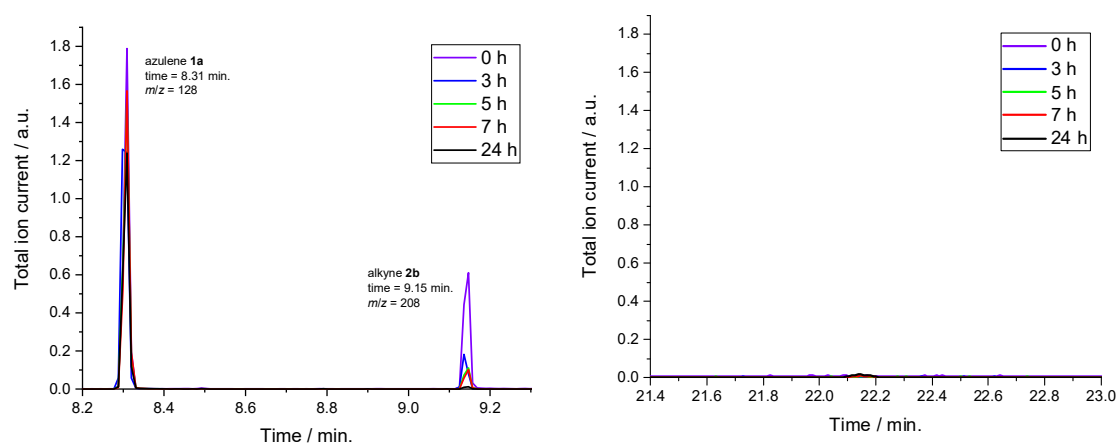 Total ion current / a.u.
1.8
1.6
1.4
1.2
1.0
0.8
0.6
0.4
0.2
0.0
azulene 1a
time = 8.31 min.
m/z = 128
0 h
3 h
5 h
7 h
24 h
alkyne 2b
time = 9.15 min.
m/z = 208
8.2 8.4 8.6 8.8 9.0 9.2
Time / min.
Total ion current / a.u.
1.8
1.6
1.4
1.2
1.0
0.8
0.6
0.4
0.2
0.0
0 h
3 h
5 h
7 h
24 h
21.4 21.6 21.8 22.0 22.2 22.4 22.6 22.8 23.0
Time / min.